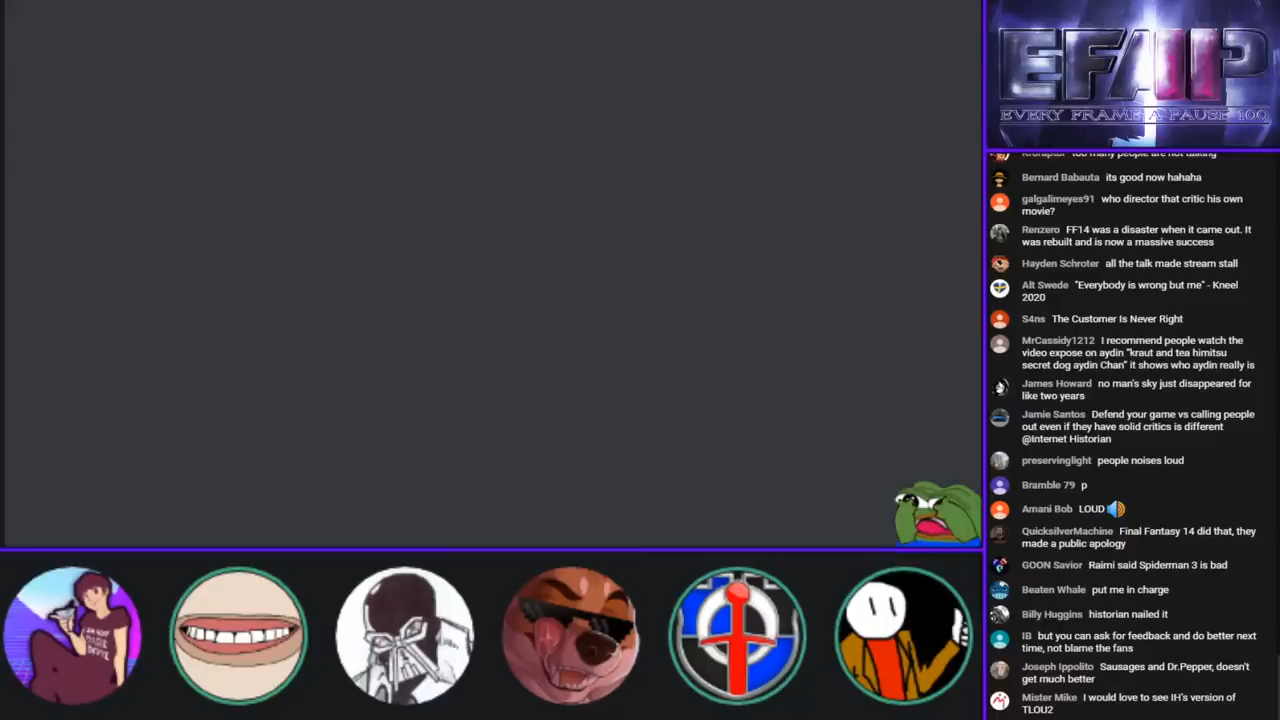 EFAP
EVERY FRAME A PAUSE 100
too many people are not talking
Bernard Babauta its good now hahaha
galgalimeyes91 who director that critic his own
movie?
Renzero FF14 was a disaster when it came out. It
was rebuilt and is now a massive success
Hayden Schroter all the talk made stream stall
Alt Swede "Everybody is wrong but me" - Kneel
2020
S4ns The Customer Is Never Right
MrCassidy1212 I recommend people watch the
video expose on aydin "kraut and tea himitsu
secret dog aydin Chan" it shows who aydin really is
James Howard no man's sky just disappeared for
like two years
Jamie Santos Defend your game vs calling people
out even if they have solid critics is different
@Internet Historian
preservinglight people noises loud
Bramble 79 p
Amani Bob LOUD
QuicksilverMachine Final Fantasy 14 did that, they
made a public apology
GOON Savior Raimi said Spiderman 3 is bad
Beaten Whale put me in charge
Billy Huggins historian nailed it
IB but you can ask for feedback and do better next
time, not blame the fans
Joseph Ippolito Sausages and Dr.Pepper, doesn't
get much better
Mister Mike I would love to see IH's version of
TLOU2